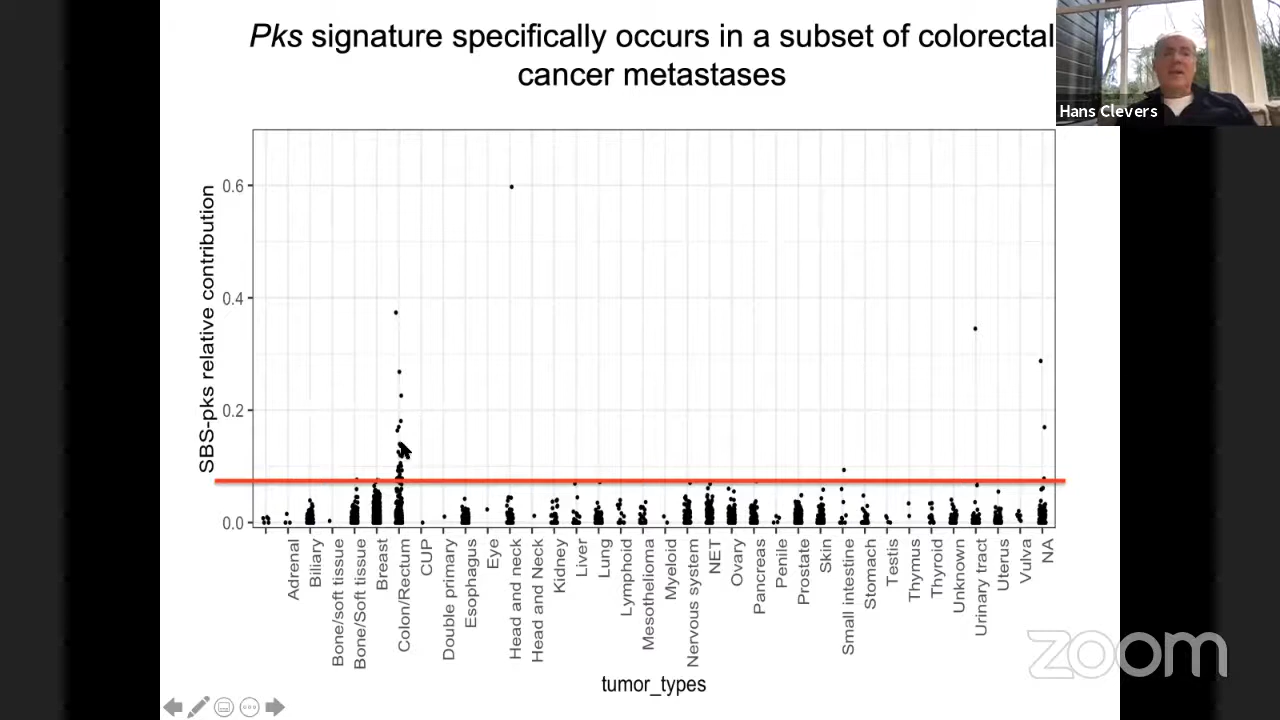 Pks signature specifically occurs in a subset of colorectal
cancer metastases
Hans Clevers
SBS-pks relative contribution
0.6
0.4
0.2
0.0
Adrenal
Biliary
Bone/soft tissue
Bone/Soft tissue
Breast
Colon/Rectum
CUP
Double primary
Esophagus
Eye
Head and neck
Head and Neck
Kidney
Liver
Lung
Lymphoid
Mesothelioma
Myeloid
Nervous system
NET
Ovary
Pancreas
Penile
Prostate
Skin
Small intestine
Stomach
Testis
Thymus
Thyroid
Unknown
Urinary tract
Uterus
Vulva
NA
tumor_types
zoom